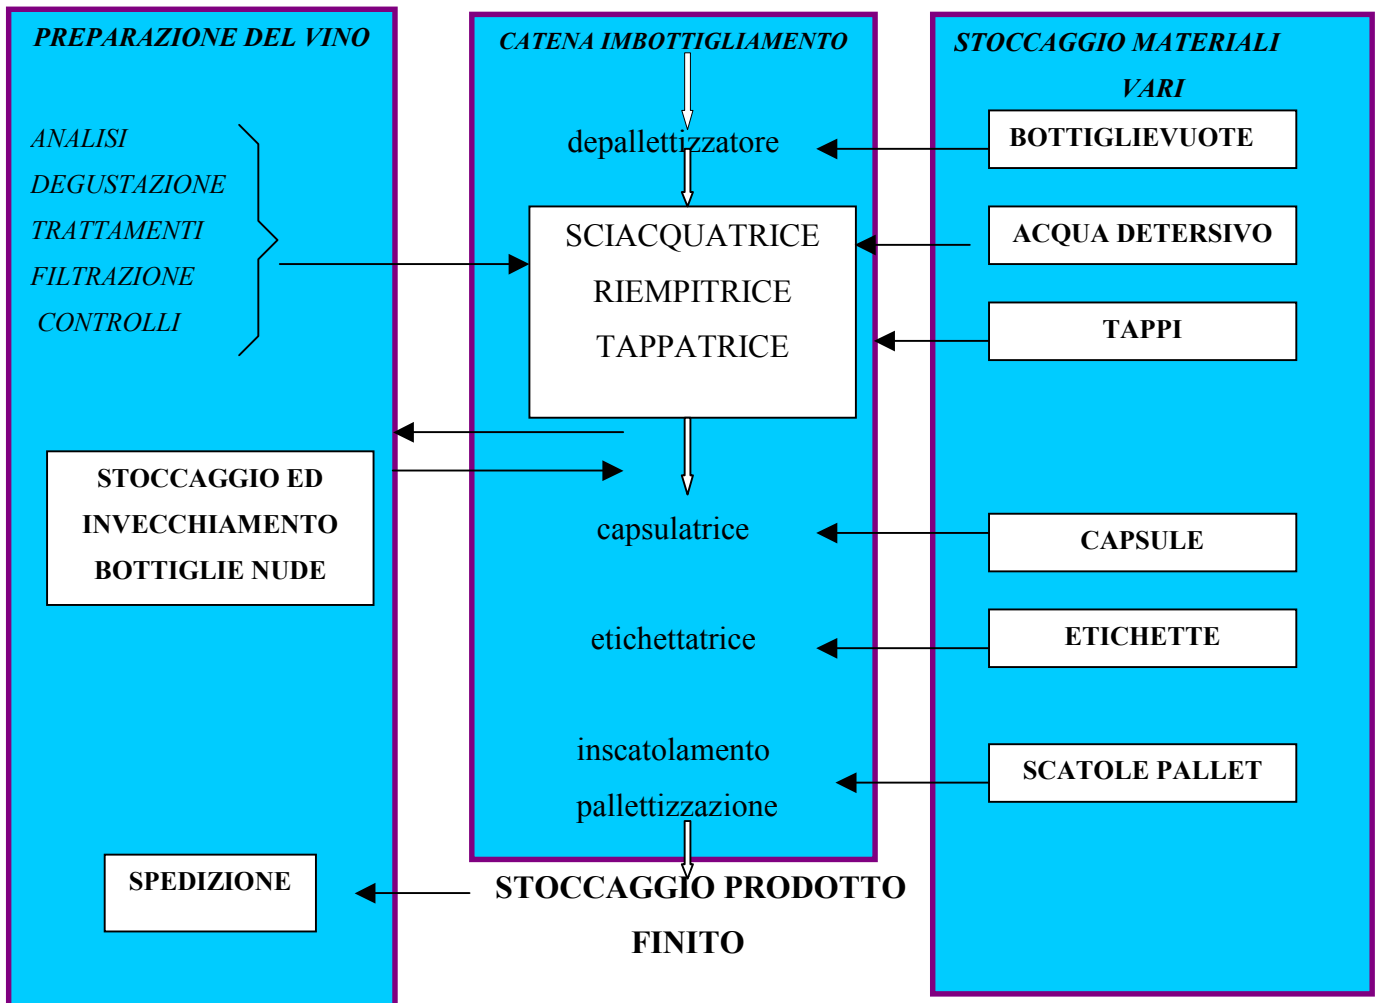 PREPARAZIONE DEL VINO
ANALISI
DEGUSTAZIONE
TRATTAMENTI
FILTRAZIONE
CONTROLLI
STOCCAGGIO ED
INVECCHIAMENTO
BOTTIGLIE NUDE
SPEDIZIONE
CATENA IMBOTTIGLIAMENTO
depallettizzatore
SCIACQUATRICE
RIEMPITRICE
TAPPATRICE
capsulatrice
etichettatrice
inscatolamento
pallettizzazione
STOCCAGGIO PRODOTTO
FINITO
STOCCAGGIO MATERIALI
VARI
BOTTIGLIEVUOTE
ACQUA DETERSIVO
TAPPI
CAPSULE
ETICHETTE
SCATOLE PALLET